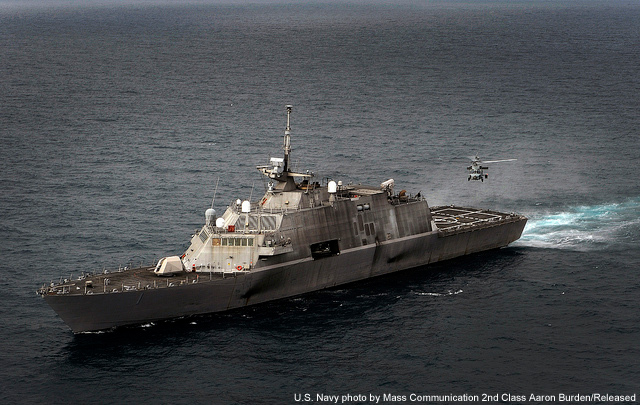 U.S. Navy photo by Mass Communication 2nd Class Aaron Burden/Released